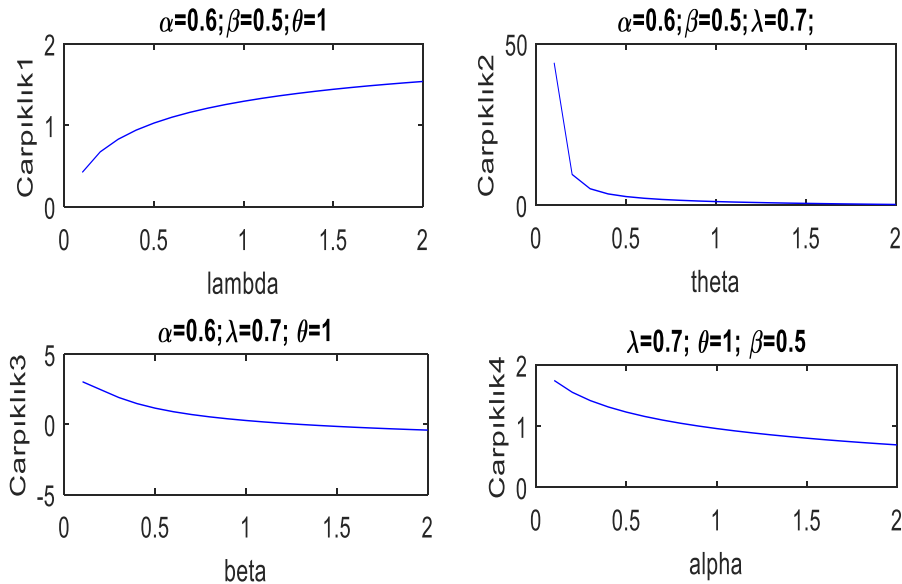 α=0.6;β=0.5;θ=1
Carpıklık1
2
1
0
0 0.5 1 1.5 2
lambda
α=0.6;β=0.5;λ=0.7;
Carpıklık2
50
0
0 0.5 1 1.5 2
theta
α=0.6;λ=0.7; θ=1
Carpıklık3
5
0
-5
0 0.5 1 1.5 2
beta
λ=0.7; θ=1; β=0.5
Carpıklık4
2
1
0
0 0.5 1 1.5 2
alpha